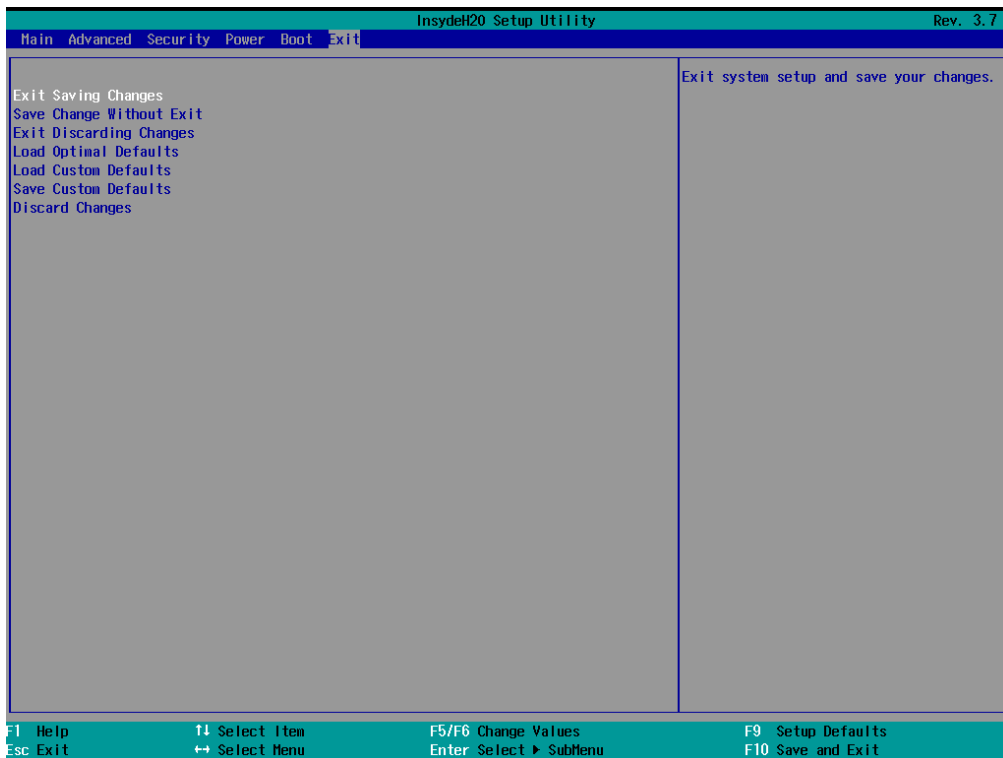 InsydeH20 Setup Utility Rev. 3.7
Main Advanced Security Power Boot Exit
Exit Saving Changes
Save Change Without Exit
Exit Discarding Changes
Load Optimal Defaults
Load Custom Defaults
Save Custom Defaults
Discard Changes
Exit system setup and save your changes.
F1 Help ↑↓ Select Item F5/F6 Change Values F9 Setup Defaults
Esc Exit ↔ Select Menu Enter Select ▶ SubMenu F10 Save and Exit